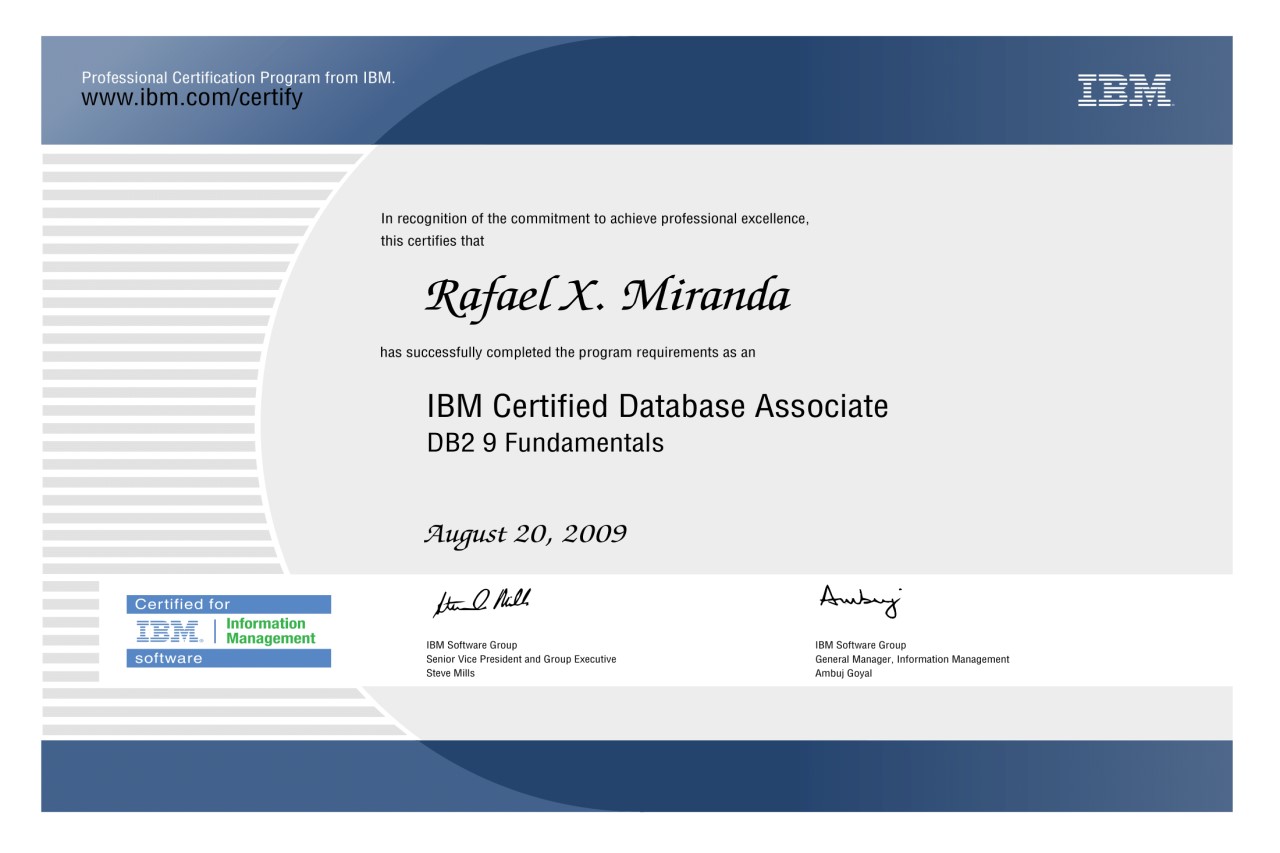 Professional Certification Program from IBM.
www.ibm.com/certify
IBM
In recognition of the commitment to achieve professional excellence,
this certifies that
Rafael X. Miranda
has successfully completed the program requirements as an
IBM Certified Database Associate
DB2 9 Fundamentals
August 20, 2009
Certified for
IBM. | Information
Management
software
Steve Mills
IBM Software Group
Senior Vice President and Group Executive
Steve Mills
Ambuj
IBM Software Group
General Manager, Information Management
Ambuj Goyal